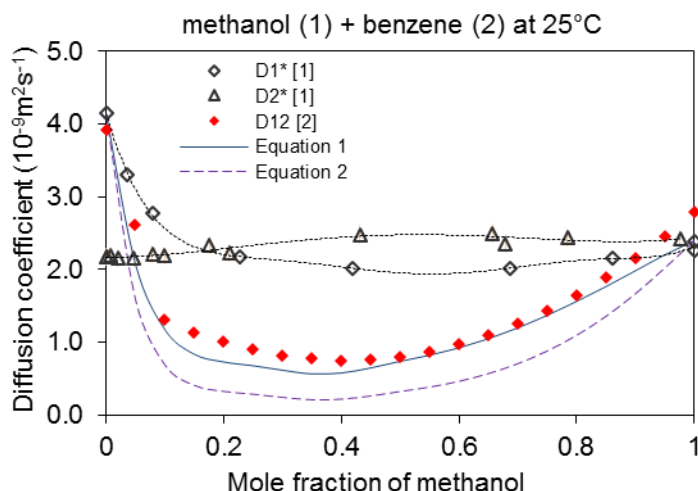 methanol (1) + benzene (2) at 25°C
5.0
4.0
3.0
2.0
1.0
0.0
Diffusion coefficient (10⁻⁹m²s⁻¹)
D1* [1]
D2* [1]
D12 [2]
Equation 1
Equation 2
0 0.2 0.4 0.6 0.8 1
Mole fraction of methanol